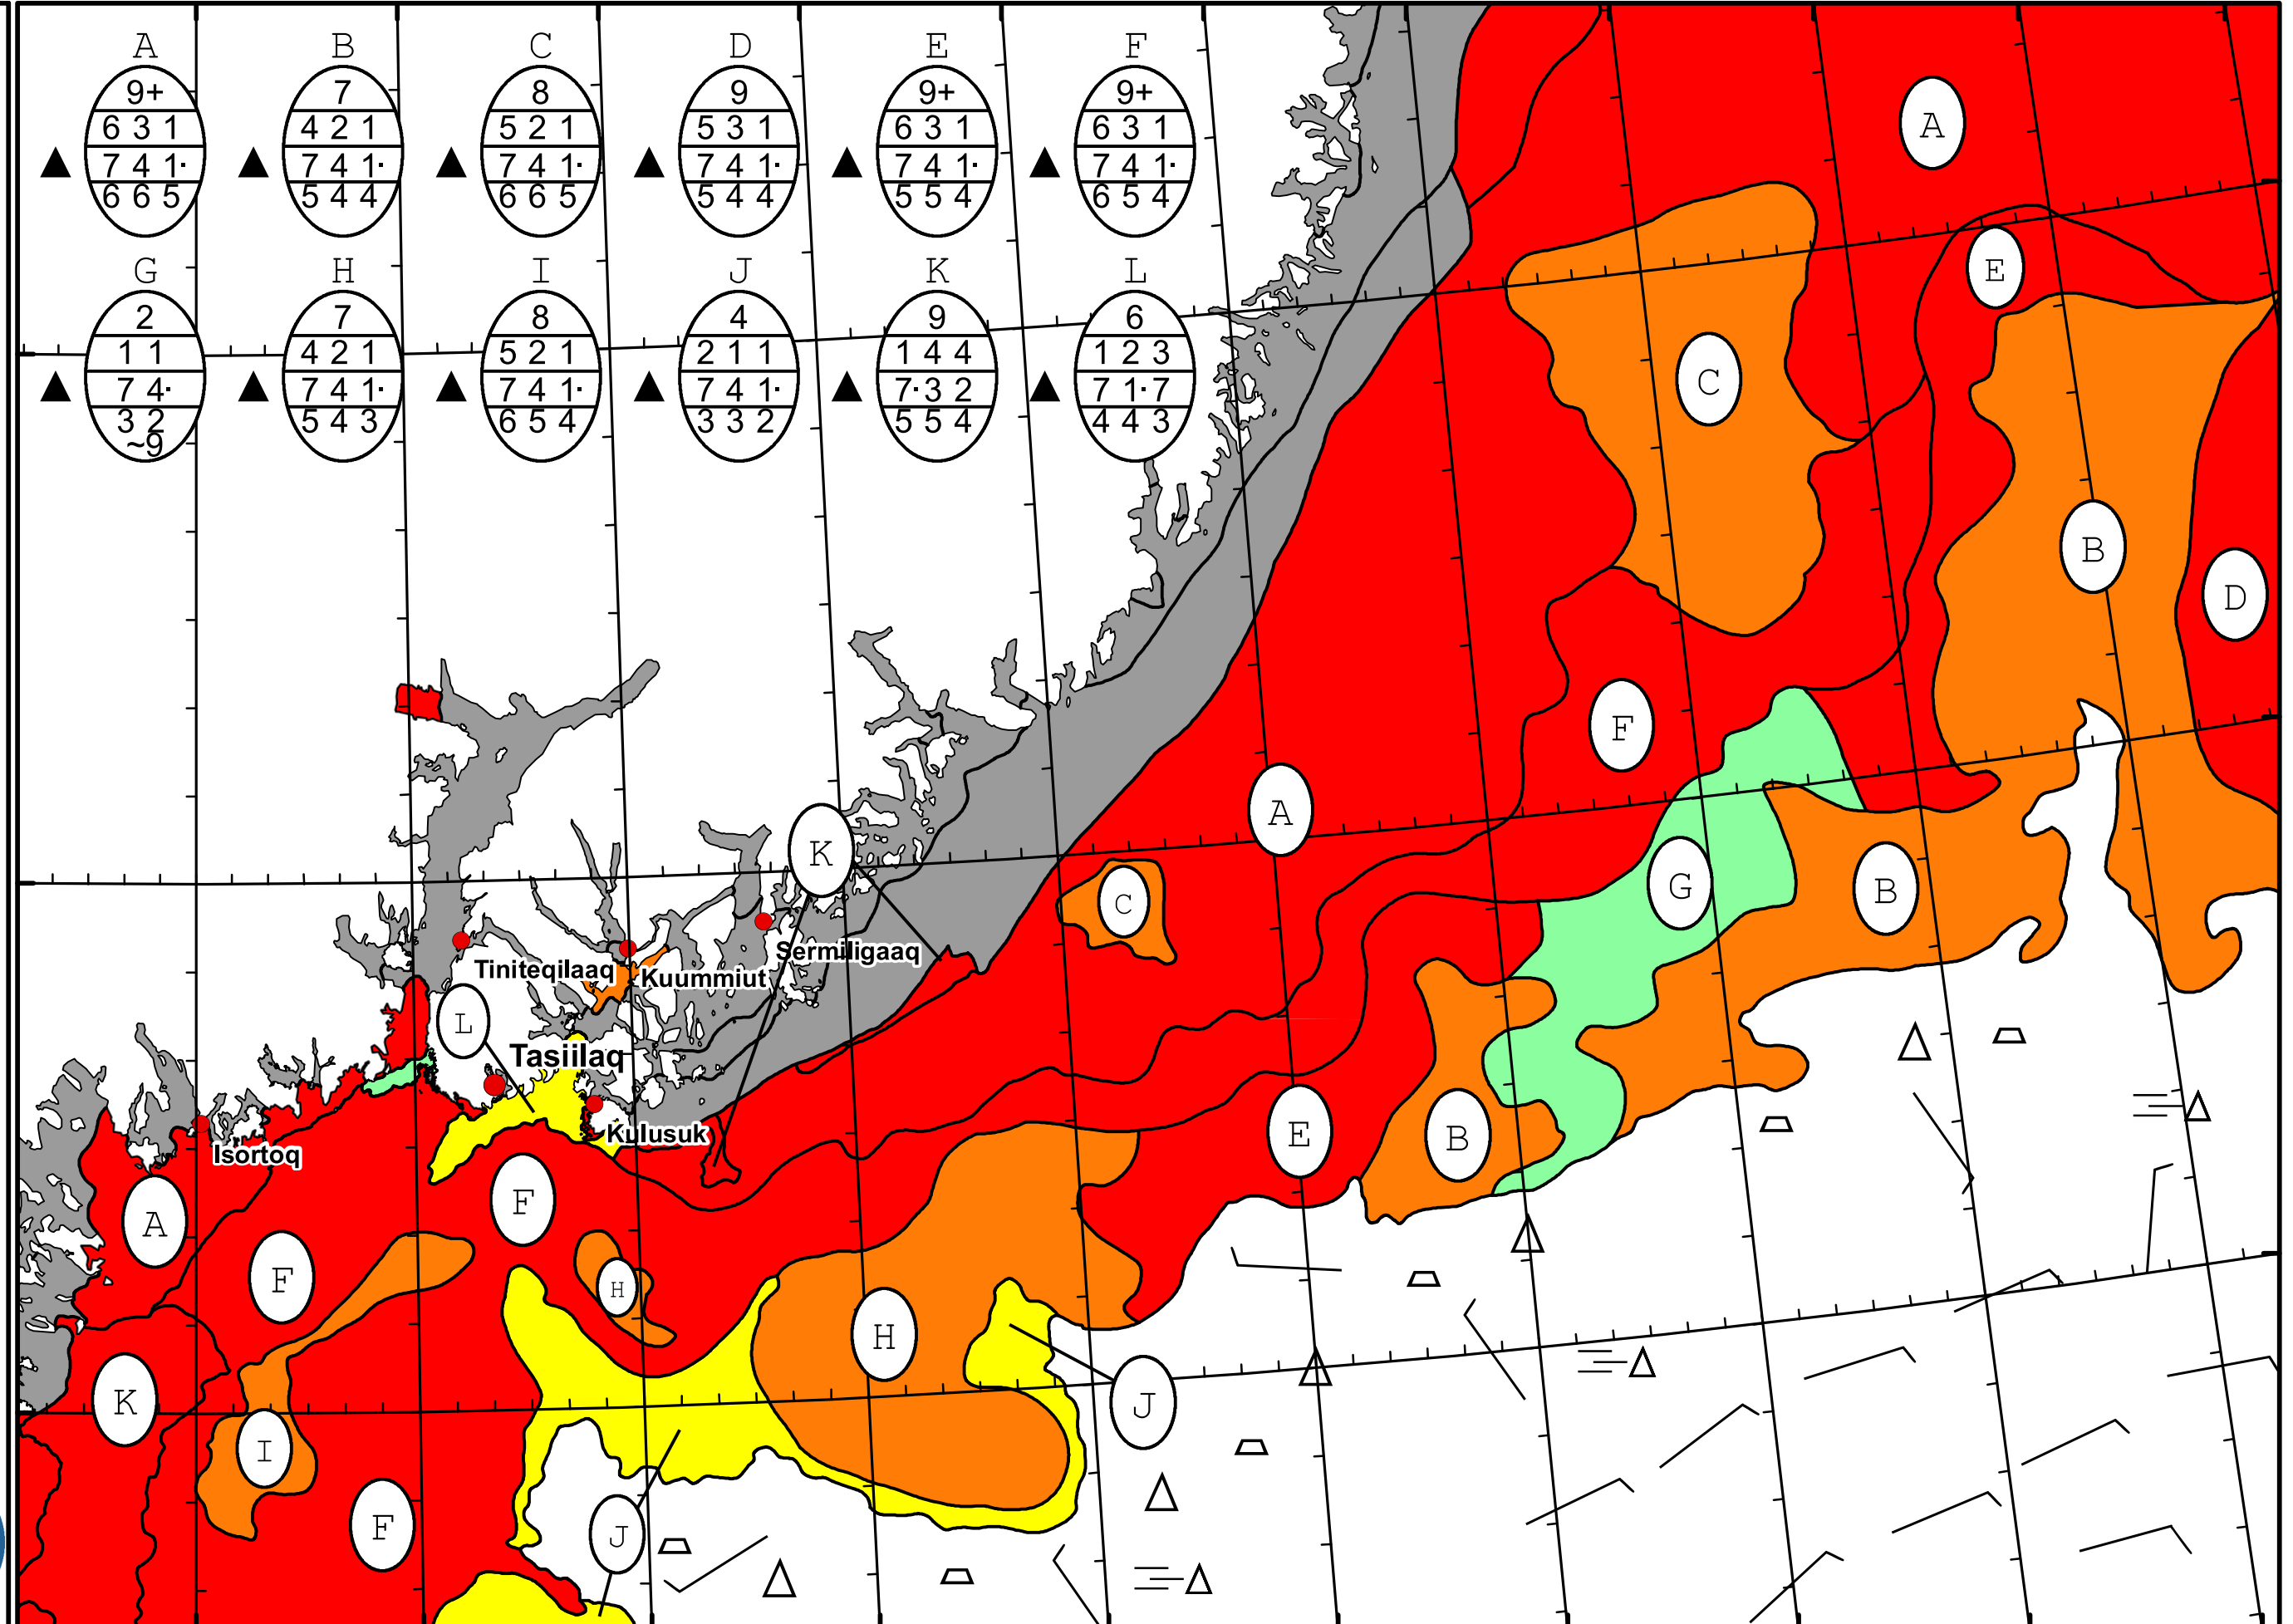 A B C D E F
9+ 7 8 9 9+ 9+
6 3 1 4 2 1 5 2 1 5 3 1 6 3 1 6 3 1
7 4 1· 7 4 1· 7 4 1· 7 4 1· 7 4 1· 7 4 1·
6 6 5 5 4 4 6 6 5 5 4 4 5 5 4 6 5 4
G H I J K L
2 7 8 4 9 6
1 1 4 2 1 5 2 1 2 1 1 1 4 4 1 2 3
7 4· 7 4 1· 7 4 1· 7 4 1· 7·3 2 7 1·7
3 2 5 4 3 6 5 4 3 3 2 5 5 4 4 4 3
~9
A
E
C
B
D
F
A
K
G
B
C
Sermiligaaq
Tiniteqilaaq
Kuummiut
L
Tasiilaq
Kulusuk
E
B
Isortoq
A
F
F
H
H
K
J
I
F
J